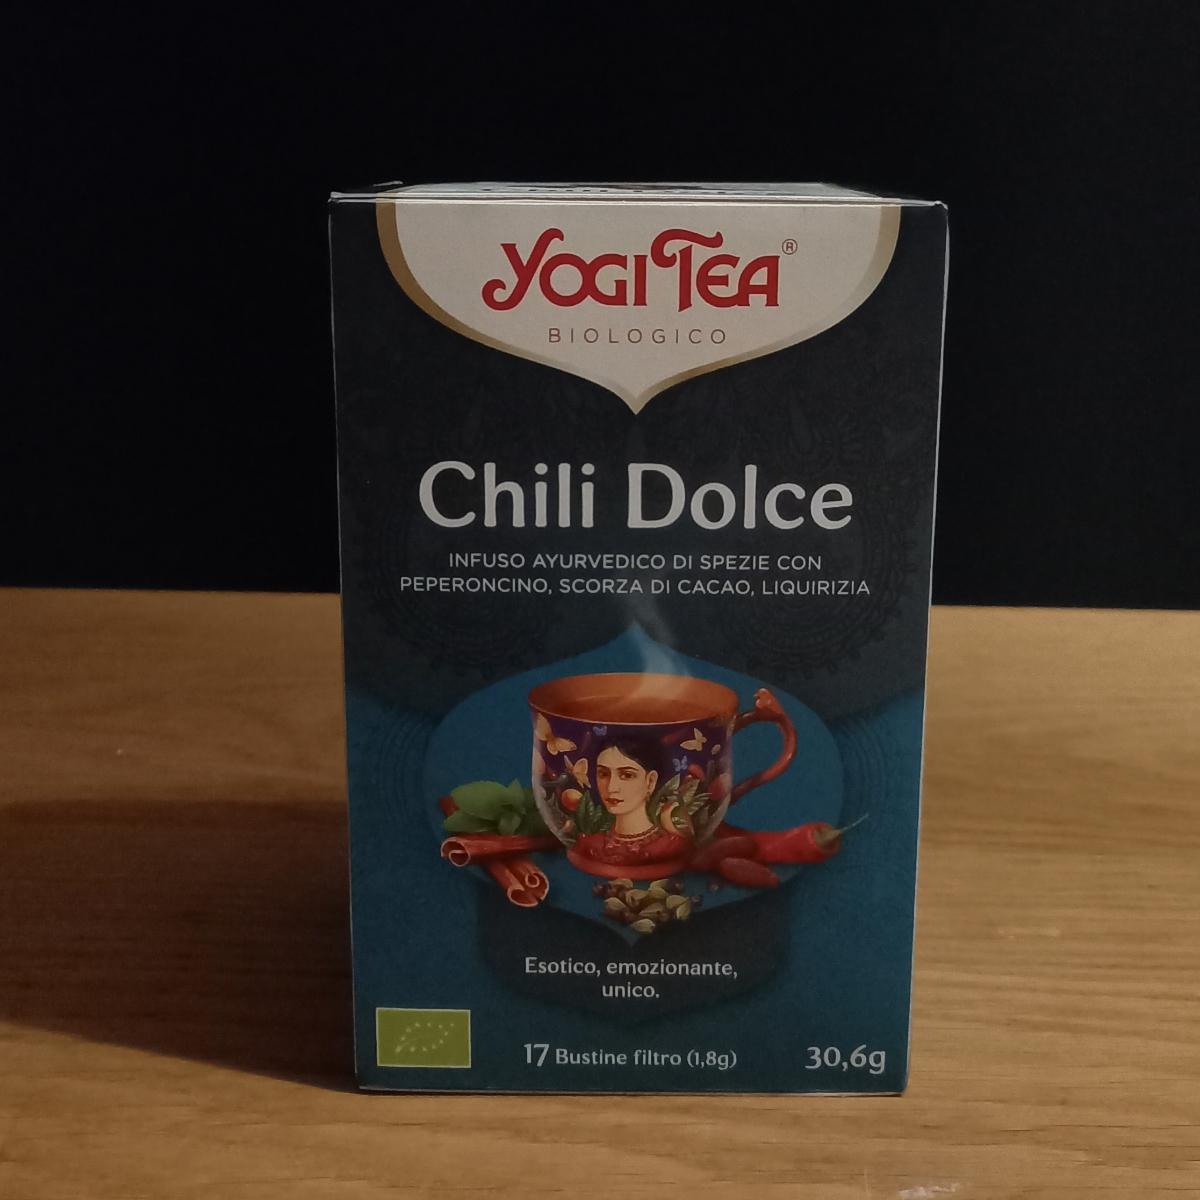 YOGI TEA®
BIOLOGICO
Chili Dolce
INFUSO AYURVEDICO DI SPEZIE CON
PEPERONCINO, SCORZA DI CACAO, LIQUIRIZIA
Esotico, emozionante,
unico.
17 Bustine filtro (1,8g)
30,6g